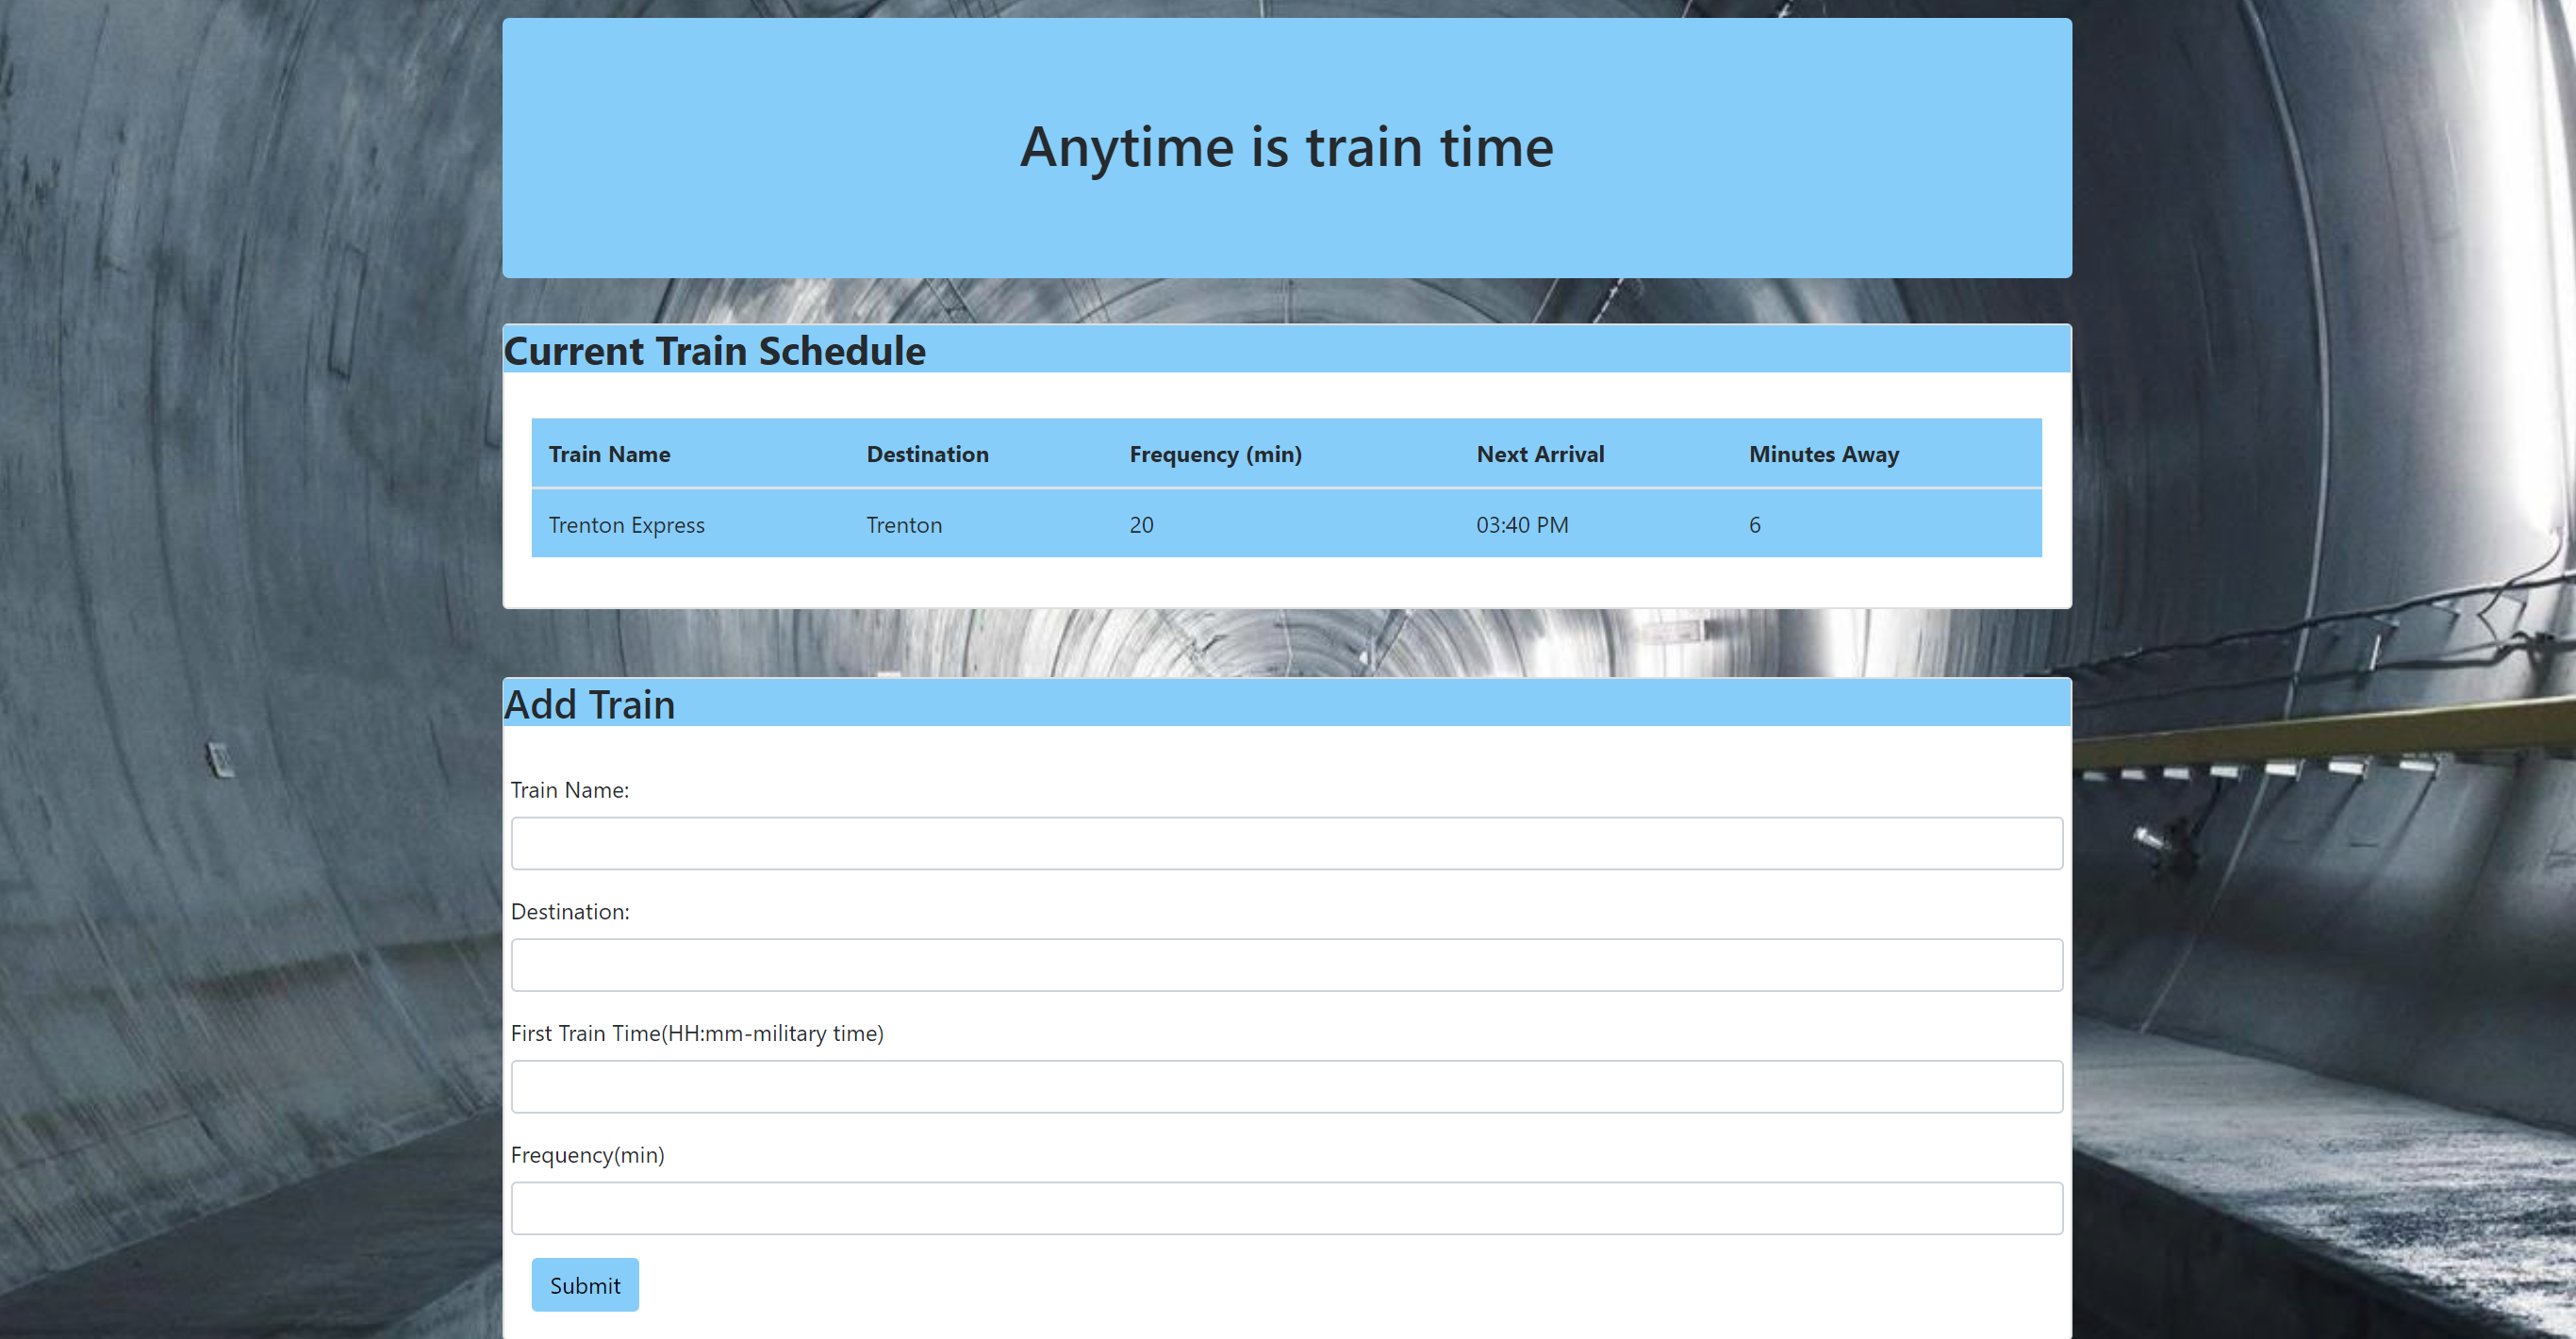 Anytime is train time
Current Train Schedule
Train Name Destination Frequency (min) Next Arrival Minutes Away
Trenton Express Trenton 20 03:40 PM 6
Add Train
Train Name:
Destination:
First Train Time(HH:mm-military time)
Frequency(min)
Submit